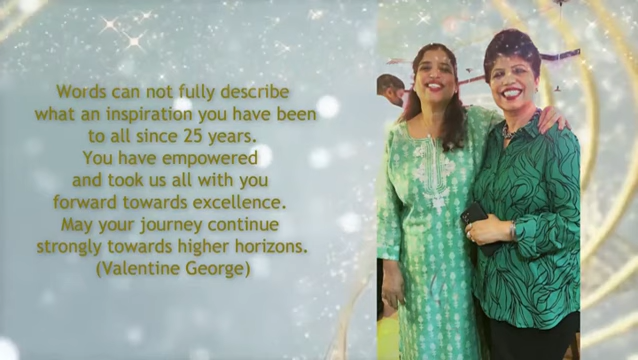 Words can not fully describe
what an inspiration you have been
to all since 25 years.
You have empowered
and took us all with you
forward towards excellence.
May your journey continue
strongly towards higher horizons.
(Valentine George)